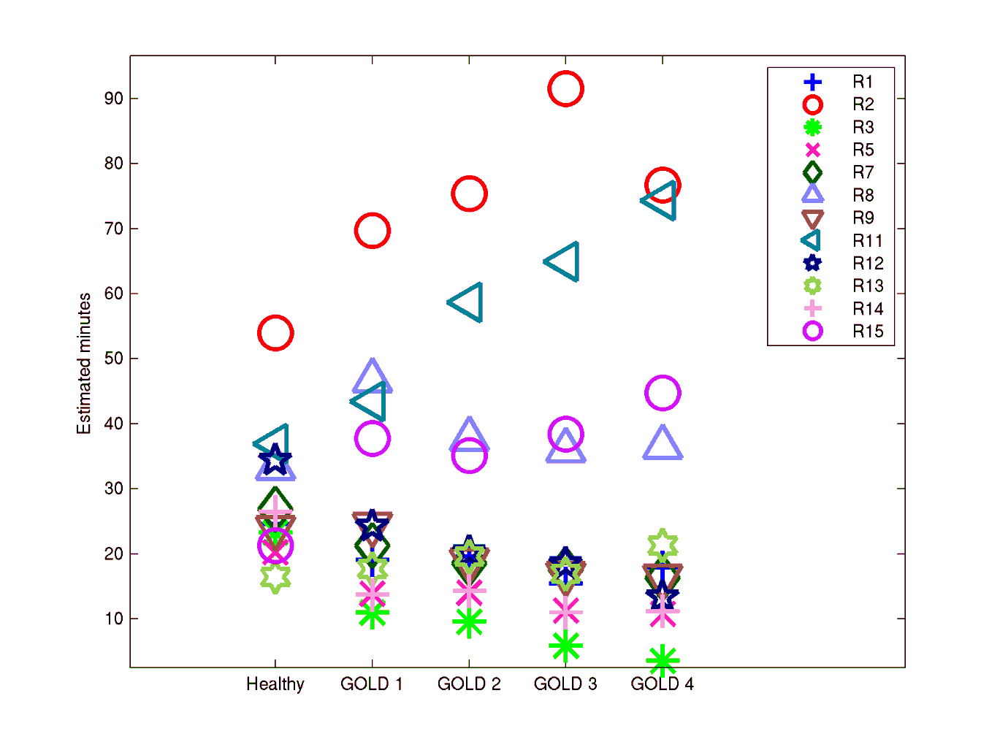 90
80
70
60
50
40
30
20
10
Estimated minutes
Healthy GOLD 1 GOLD 2 GOLD 3 GOLD 4
R1
R2
R3
R5
R7
R8
R9
R11
R12
R13
R14
R15